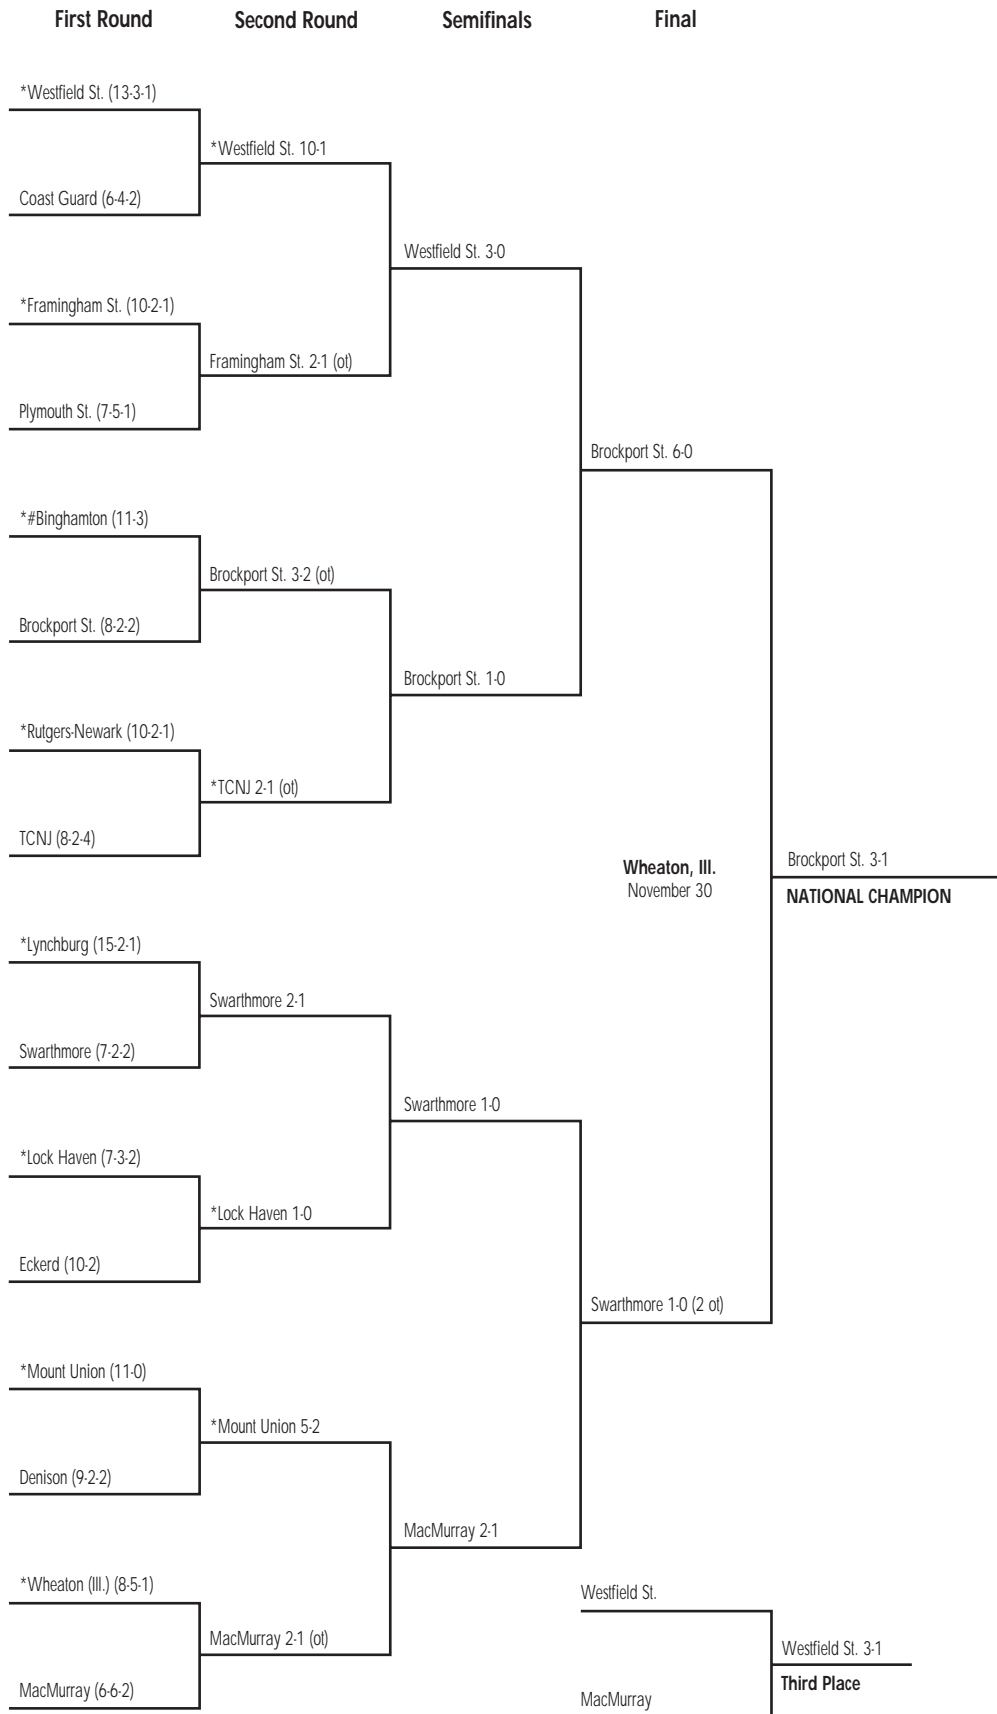 First Round
Second Round
Semifinals
Final
*Westfield St. (13-3-1)
Coast Guard (6-4-2)
*Framingham St. (10-2-1)
Plymouth St. (7-5-1)
*#Binghamton (11-3)
Brockport St. (8-2-2)
*Rutgers-Newark (10-2-1)
TCNJ (8-2-4)
*Lynchburg (15-2-1)
Swarthmore (7-2-2)
*Lock Haven (7-3-2)
Eckerd (10-2)
*Mount Union (11-0)
Denison (9-2-2)
*Wheaton (Ill.) (8-5-1)
MacMurray (6-6-2)
*Westfield St. 10-1
Framingham St. 2-1 (ot)
Brockport St. 3-2 (ot)
*TCNJ 2-1 (ot)
Swarthmore 2-1
*Lock Haven 1-0
*Mount Union 5-2
MacMurray 2-1 (ot)
Westfield St. 3-0
Brockport St. 1-0
Swarthmore 1-0
MacMurray 2-1
Brockport St. 6-0
Swarthmore 1-0 (2 ot)
Wheaton, Ill.
November 30
Brockport St. 3-1
NATIONAL CHAMPION
Westfield St.
MacMurray
Westfield St. 3-1
Third Place